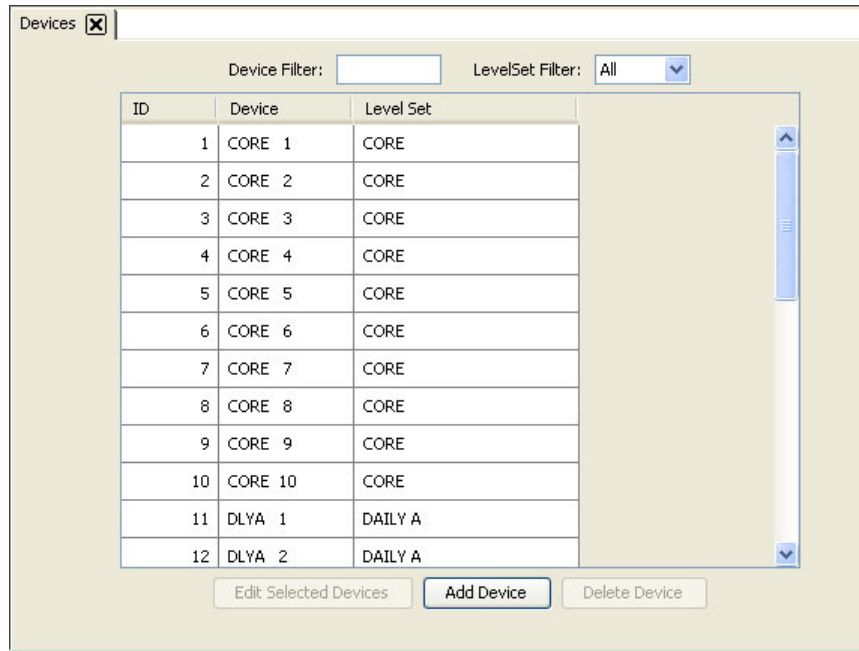 Devices
Device Filter: LevelSet Filter: All
ID Device Level Set
1 CORE 1 CORE
2 CORE 2 CORE
3 CORE 3 CORE
4 CORE 4 CORE
5 CORE 5 CORE
6 CORE 6 CORE
7 CORE 7 CORE
8 CORE 8 CORE
9 CORE 9 CORE
10 CORE 10 CORE
11 DLYA 1 DAILY A
12 DLYA 2 DAILY A
Edit Selected Devices Add Device Delete Device